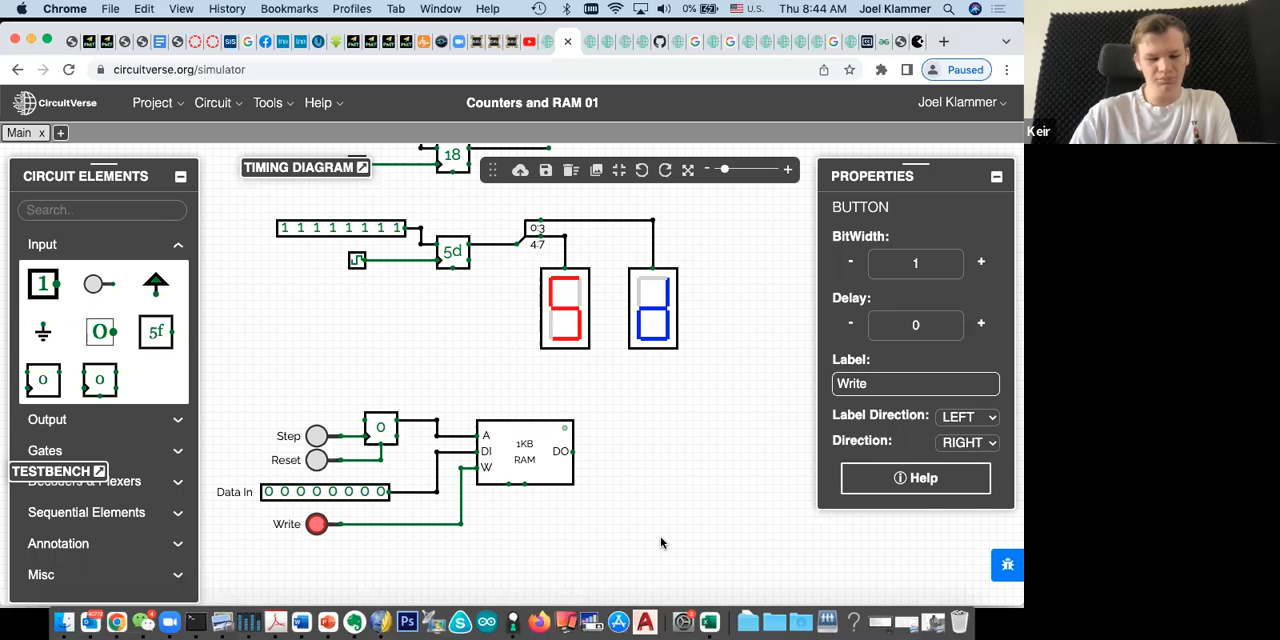 Chrome File Edit View History Bookmarks Profiles Tab Window Help 0% U.S. Thu 8:44 AM Joel Klammer
circuitverse.org/simulator Paused
CircuitVerse Project Circuit Tools Help Counters and RAM 01 Joel Klammer
Main x +
TIMING DIAGRAM
18
CIRCUIT ELEMENTS
Search..
Input
1
0
5f
0
0
Output
Gates
TESTBENCH
Decoders & Plexers
Sequential Elements
Annotation
Misc
1 1 1 1 1 1 1 1
5d
0:3
4:7
Step
Reset
0
Data In 0 0 0 0 0 0 0 0
Write
A
DI
W
1KB
RAM
DO
PROPERTIES
BUTTON
BitWidth:
- 1 +
Delay:
- 0 +
Label:
Write
Label Direction: LEFT
Direction: RIGHT
Help
Keir